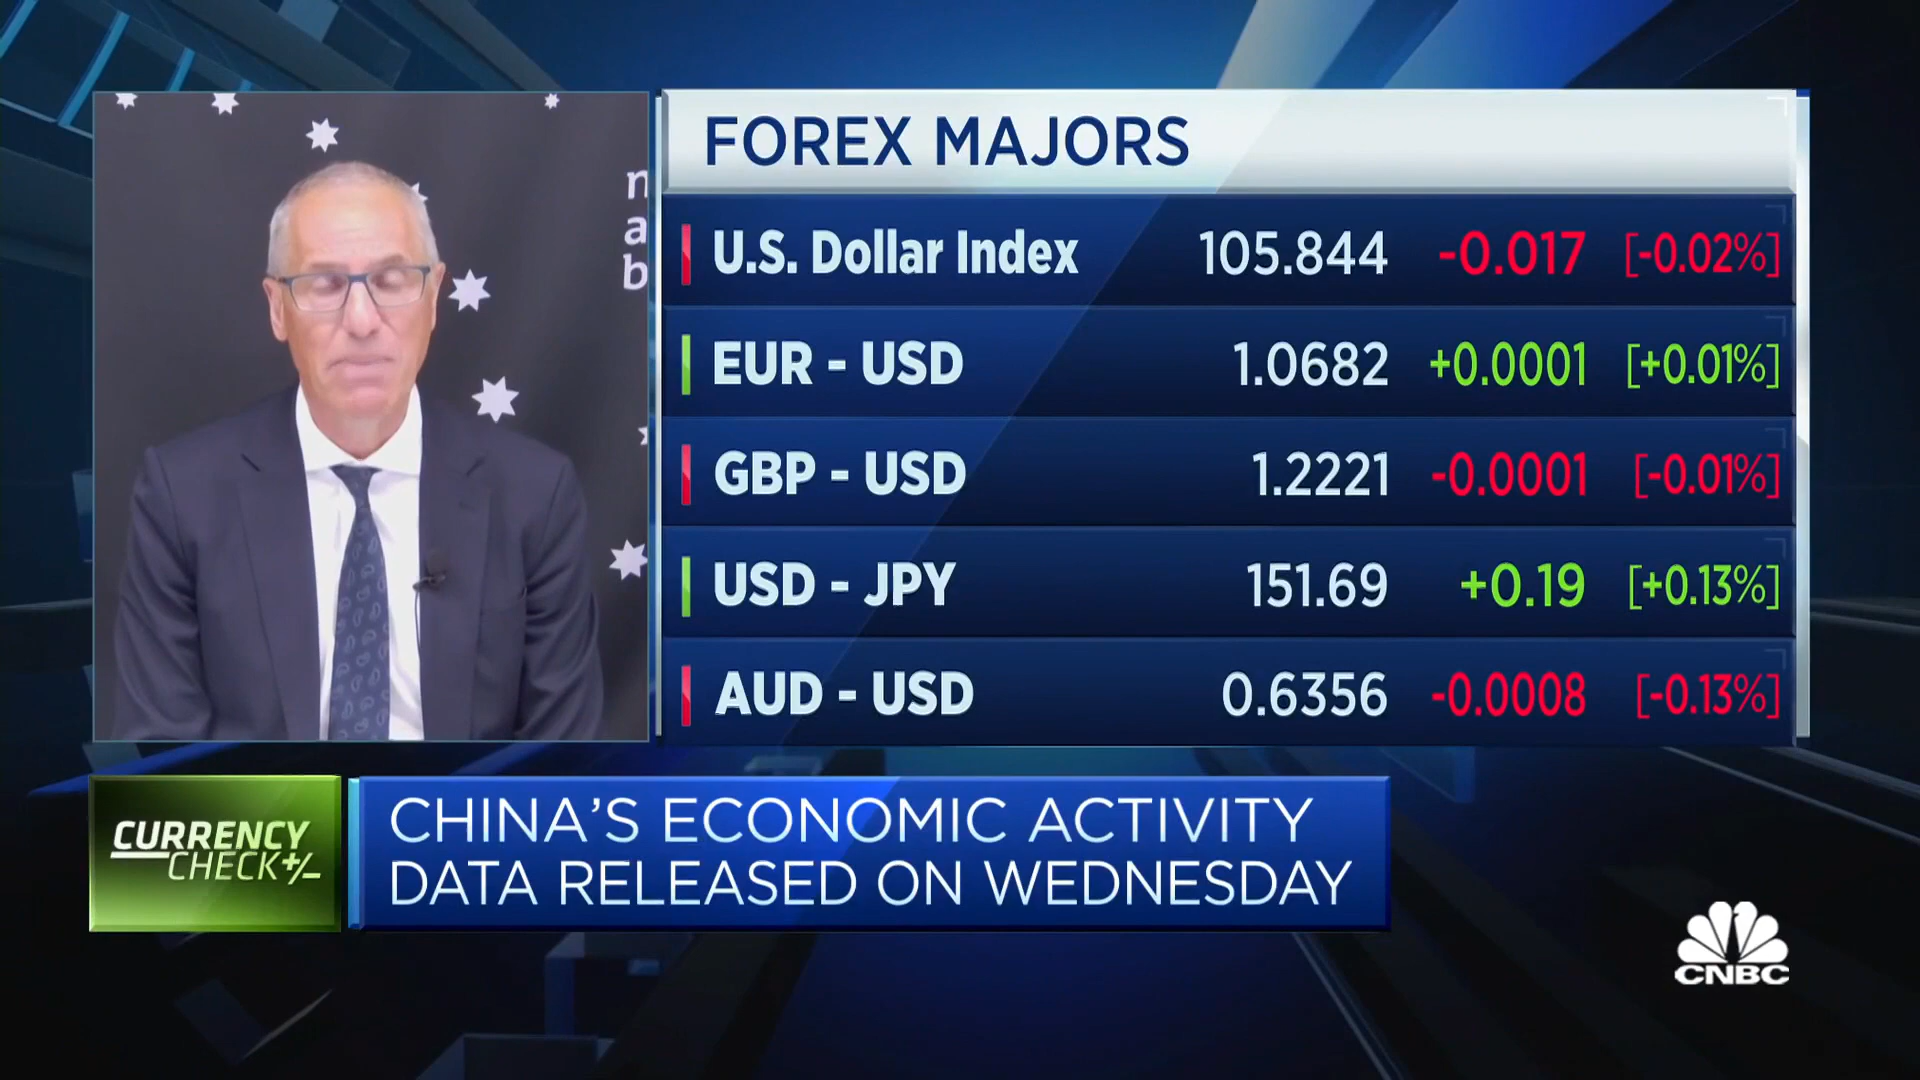 n
a
b
FOREX MAJORS
U.S. Dollar Index 105.844 -0.017 [-0.02%]
EUR - USD 1.0682 +0.0001 [+0.01%]
GBP - USD 1.2221 -0.0001 [-0.01%]
USD - JPY 151.69 +0.19 [+0.13%]
AUD - USD 0.6356 -0.0008 [-0.13%]
CURRENCY
CHECK+/-
CHINA'S ECONOMIC ACTIVITY
DATA RELEASED ON WEDNESDAY
CNBC